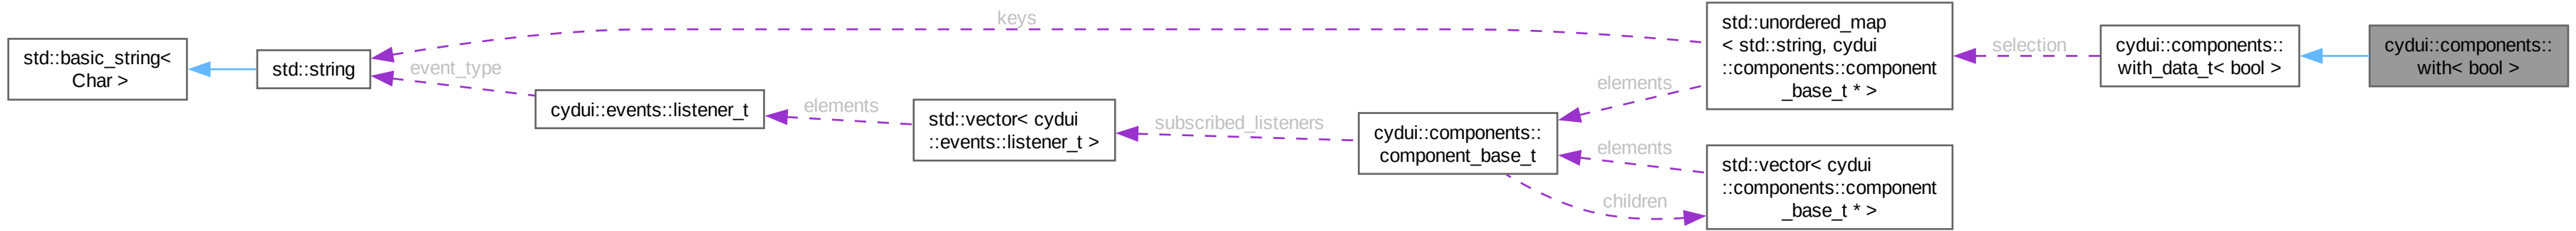 std::basic_string<
Char >
std::string
keys
event_type
cydui::events::listener_t
elements
std::vector< cydui
::events::listener_t >
subscribed_listeners
cydui::components::
component_base_t
elements
elements
children
std::unordered_map
< std::string, cydui
::components::component
_base_t * >
std::vector< cydui
::components::component
_base_t * >
selection
cydui::components::
with_data_t< bool >
cydui::components::
with< bool >